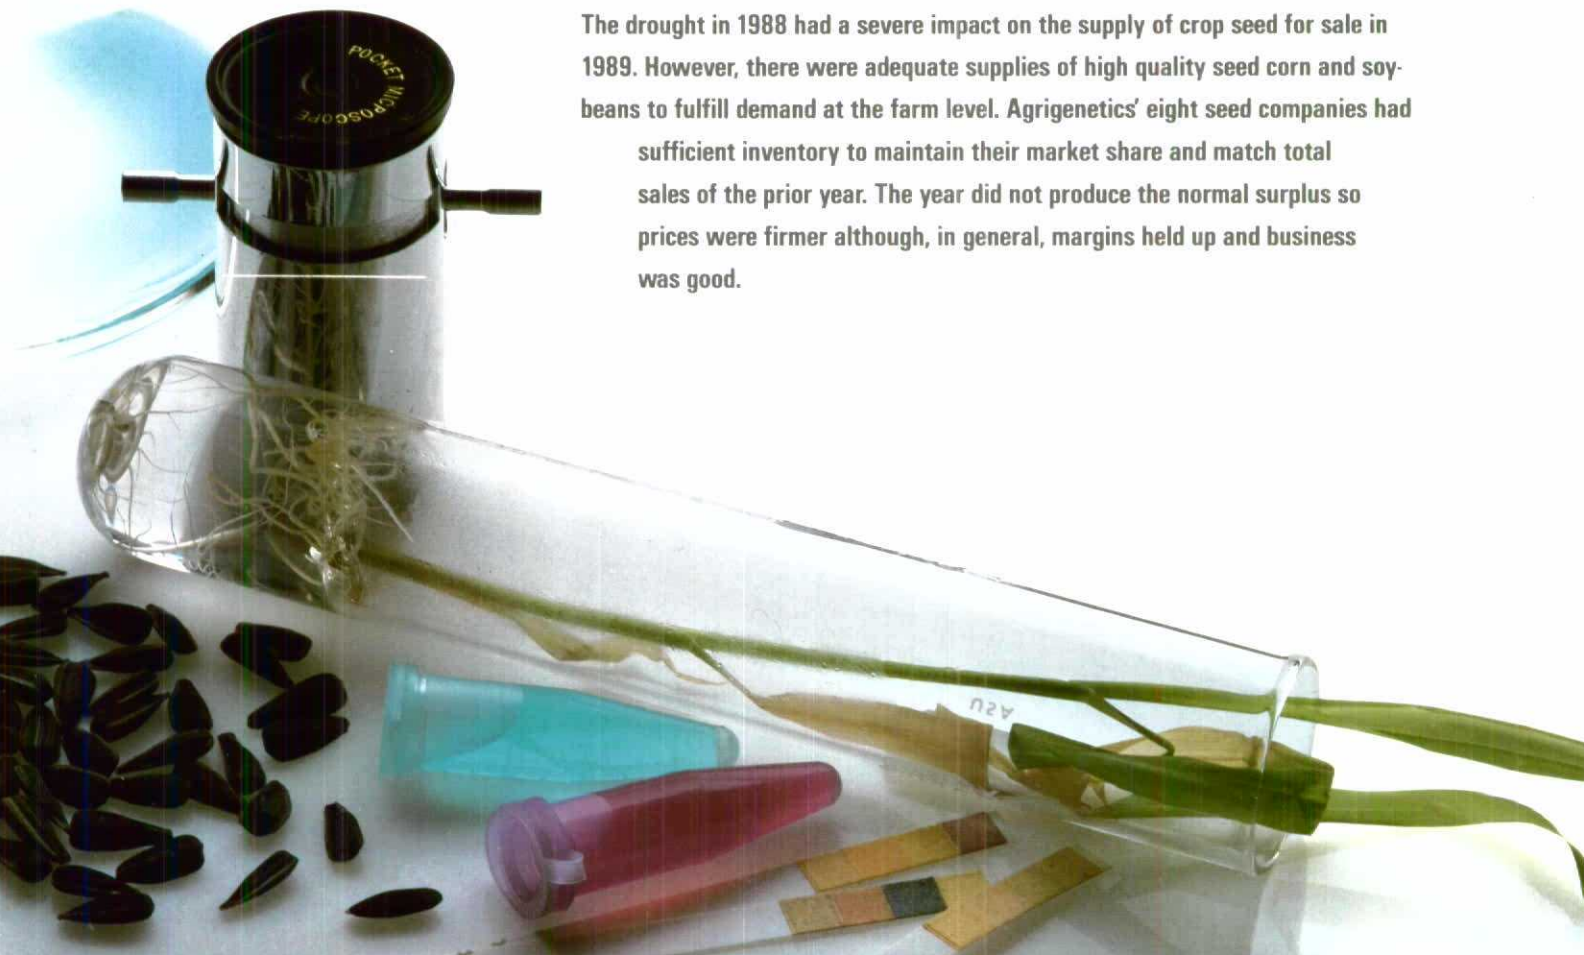 The drought in 1988 had a severe impact on the supply of crop seed for sale in
1989. However, there were adequate supplies of high quality seed corn and soy-
beans to fulfill demand at the farm level. Agrigenetics' eight seed companies had
sufficient inventory to maintain their market share and match total
sales of the prior year. The year did not produce the normal surplus so
prices were firmer although, in general, margins held up and business
was good.
POCKET MICROSCOPE
ASU